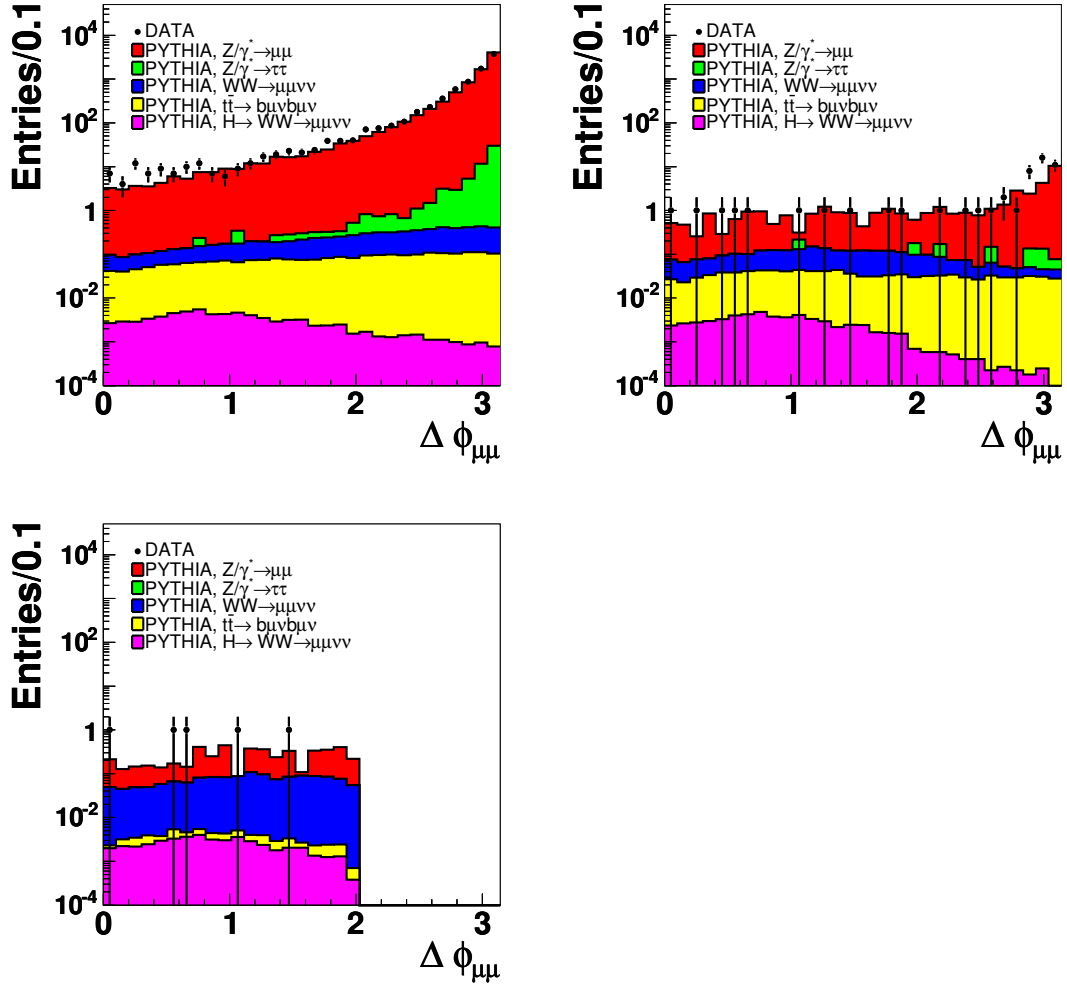 Entries/0.1
10⁴
10²
1
10⁻²
10⁻⁴
DATA
PYTHIA, Z/γ*→μμ
PYTHIA, Z/γ*→ττ
PYTHIA, WW→μμνν
PYTHIA, tt̄→ bμνbμν
PYTHIA, H→ WW→μμνν
0 1 2 3
Δ ϕμμ
Entries/0.1
10⁴
10²
1
10⁻²
10⁻⁴
DATA
PYTHIA, Z/γ*→μμ
PYTHIA, Z/γ*→ττ
PYTHIA, WW→μμνν
PYTHIA, tt̄→ bμνbμν
PYTHIA, H→ WW→μμνν
0 1 2 3
Δ ϕμμ
Entries/0.1
10⁴
10²
1
10⁻²
10⁻⁴
DATA
PYTHIA, Z/γ*→μμ
PYTHIA, Z/γ*→ττ
PYTHIA, WW→μμνν
PYTHIA, tt̄→ bμνbμν
PYTHIA, H→ WW→μμνν
0 1 2 3
Δ ϕμμ